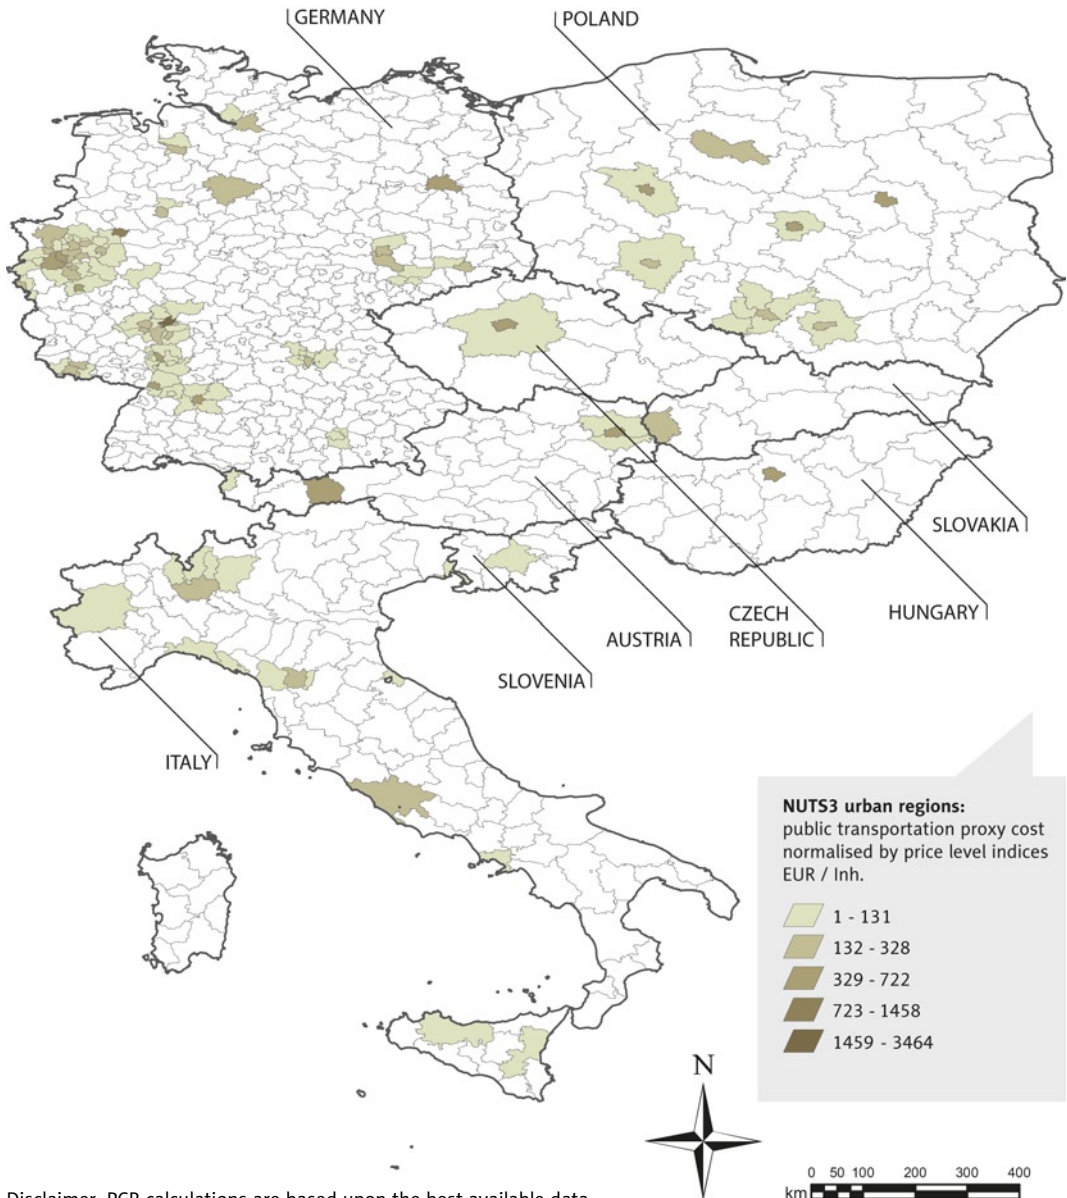 GERMANY
POLAND
SLOVAKIA
HUNGARY
CZECH
REPUBLIC
AUSTRIA
SLOVENIA
ITALY
NUTS3 urban regions:
public transportation proxy cost
normalised by price level indices
EUR / Inh.
1 - 131
132 - 328
329 - 722
723 - 1458
1459 - 3464
N
0 50 100 200 300 400
km
Disclaimer: PCR calculations are based upon the best available data